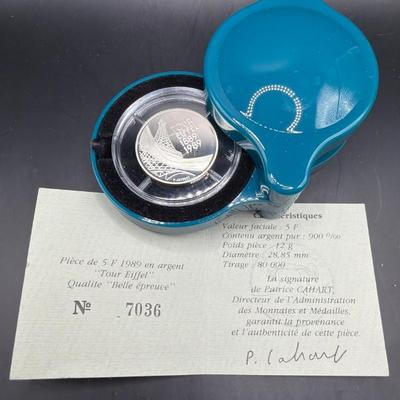 1889
1989
Pièce de 5 F 1989 en argent
"Tour Eiffel"
Qualité "Belle épreuve"
№ 7036
Caractéristiques
Valeur faciale : 5 F
Contenu argent pur : 900 ‰
Poids pièce : 12 g
Diamètre : 28,85 mm
Tirage : 80 000
La signature
de Patrice CAHART,
Directeur de l'Administration
des Monnaies et Médailles,
garantit la provenance
et l'authenticité de cette pièce.
P. Cahart